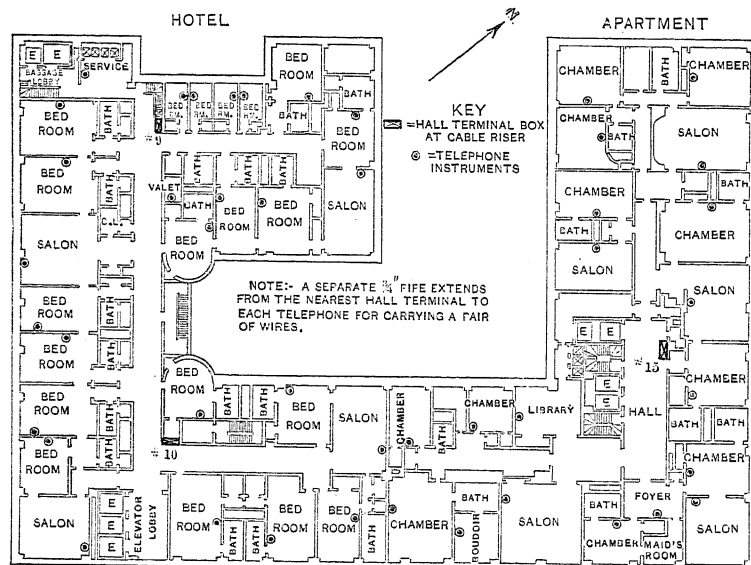 HOTEL
APARTMENT
N
KEY
=HALL TERMINAL BOX
AT CABLE RISER
=TELEPHONE
INSTRUMENTS
NOTE:- A SEPARATE ¾" PIPE EXTENDS
FROM THE NEAREST HALL TERMINAL TO
EACH TELEPHONE FOR CARRYING A PAIR
OF WIRES.
E
E
SERVICE
BAGGAGE
LOBBY
BED
ROOM
BATH
#9
BED
RM.
BED
RM.
BED
RM.
BED
RM.
BED
ROOM
BATH
BATH
BED
ROOM
SALON
BED
ROOM
BATH
C.L.
VALET
BATH
BATH
BATH
BATH
BED
ROOM
BED
ROOM
BED
ROOM
SALON
BED
ROOM
BATH
BED
ROOM
BATH
BED
ROOM
BATH
BED
ROOM
BATH
BED
ROOM
#10
BATH
BATH
BED
ROOM
SALON
CHAMBER
BATH
CHAMBER
LIBRARY
SALON
E
E
E
ELEVATOR
LOBBY
BED
ROOM
BATH
BATH
BED
ROOM
BED
ROOM
BATH
CHAMBER
BATH
BOUDOIR
SALON
CHAMBER
BATH
CHAMBER
CHAMBER
BATH
SALON
CHAMBER
BATH
BATH
CHAMBER
SALON
SALON
E
E
E
E
#15
HALL
CHAMBER
BATH
BATH
CHAMBER
BATH
FOYER
CHAMBER
MAID'S
ROOM
SALON